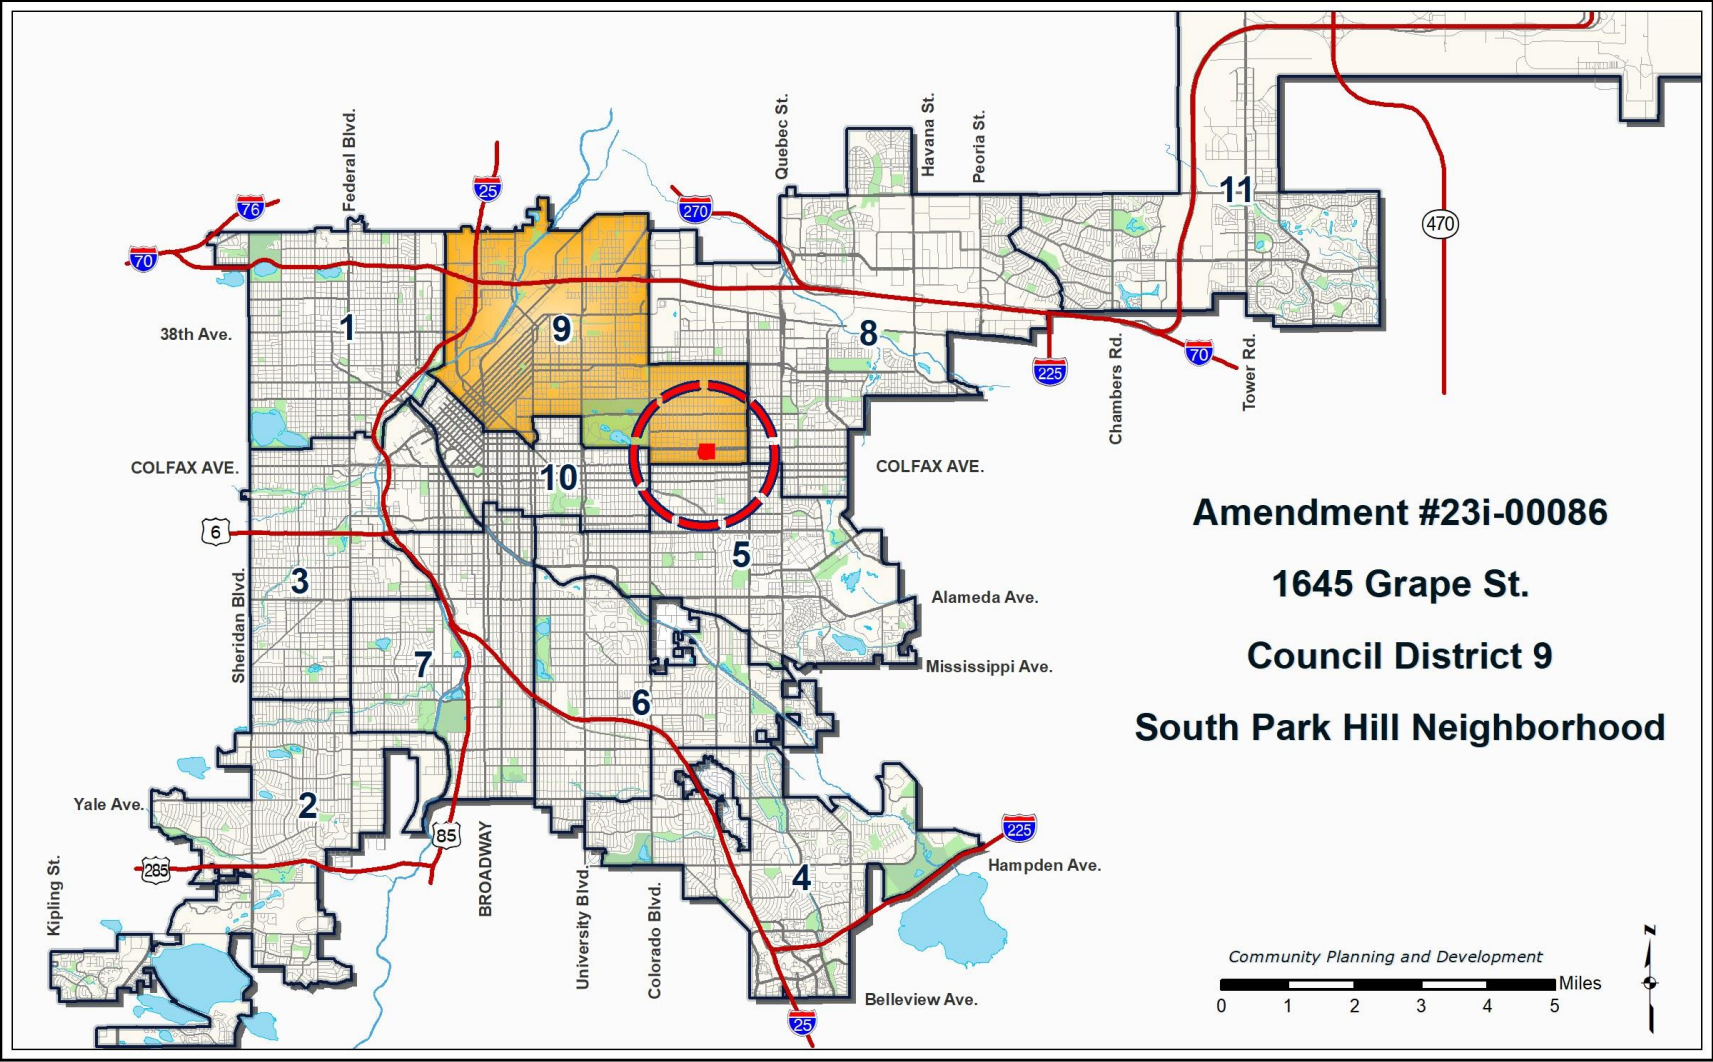 Federal Blvd.
Quebec St.
Havana St.
Peoria St.
76
25
270
11
470
70
38th Ave.
1
9
8
225
70
Chambers Rd.
Tower Rd.
COLFAX AVE.
10
COLFAX AVE.
6
5
3
Sheridan Blvd.
Alameda Ave.
7
Mississippi Ave.
6
Yale Ave.
2
85
BROADWAY
225
285
Hampden Ave.
Kipling St.
University Blvd.
Colorado Blvd.
4
Belleview Ave.
25
Amendment #23i-00086
1645 Grape St.
Council District 9
South Park Hill Neighborhood
Community Planning and Development
Miles
0 1 2 3 4 5
N